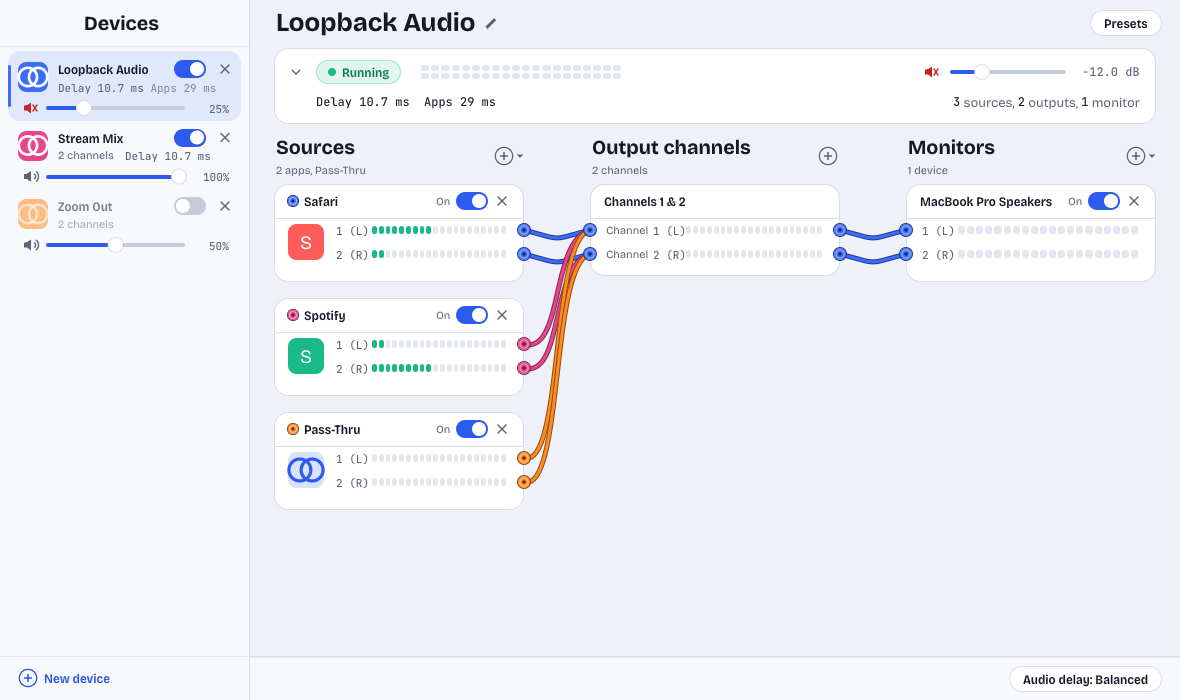 Devices
Loopback Audio
Delay 10.7 ms Apps 29 ms
25%
Stream Mix
2 channels Delay 10.7 ms
100%
Zoom Out
2 channels
50%
New device
Loopback Audio
Presets
Running
-12.0 dB
Delay 10.7 ms Apps 29 ms
3 sources, 2 outputs, 1 monitor
Sources
2 apps, Pass-Thru
Safari On
S
1 (L)
2 (R)
Spotify On
S
1 (L)
2 (R)
Pass-Thru On
1 (L)
2 (R)
Output channels
2 channels
Channels 1 & 2
Channel 1 (L)
Channel 2 (R)
Monitors
1 device
MacBook Pro Speakers On
1 (L)
2 (R)
Audio delay: Balanced